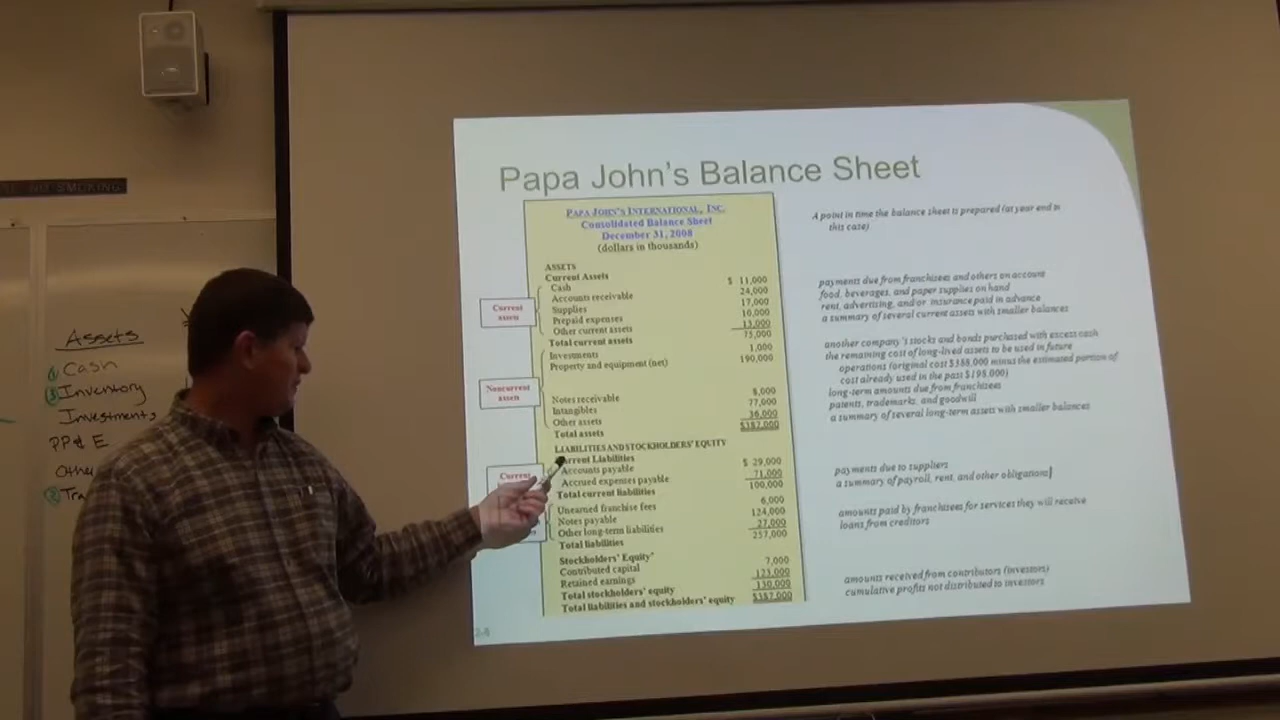 NO SMOKING
Assets
① Cash
③ Inventory
Investments
PP& E
Other
② Tra
Papa John's Balance Sheet
PAPA JOHN'S INTERNATIONAL, INC.
Consolidated Balance Sheet
December 31, 2008
(dollars in thousands)
ASSETS
Current Assets
Cash $ 11,000
Accounts receivable 24,000
Supplies 17,000
Prepaid expenses 10,000
Other current assets 13,000
Total current assets 75,000
Investments 1,000
Property and equipment (net) 190,000
Notes receivable 8,000
Intangibles 77,000
Other assets 36,000
Total assets $387,000
LIABILITIES AND STOCKHOLDERS' EQUITY
Current Liabilities
Accounts payable $ 29,000
Accrued expenses payable 71,000
Total current liabilities 100,000
Unearned franchise fees 6,000
Notes payable 124,000
Other long-term liabilities 27,000
Total liabilities 257,000
Stockholders' Equity
Contributed capital 7,000
Retained earnings 123,000
Total stockholders' equity 130,000
Total liabilities and stockholders' equity $387,000
Current
assets
Noncurrent
assets
Current
A point in time the balance sheet is prepared (at year end in
this case)
payments due from franchisees and others on account
food, beverages, and paper supplies on hand
rent, advertising, and/or insurance paid in advance
a summary of several current assets with smaller balances
another company's stocks and bonds purchased with excess cash
the remaining cost of long-lived assets to be used in future
operations (original cost $388,000 minus the estimated portion of
cost already used in the past $198,000)
long-term amounts due from franchisees
patents, trademarks, and goodwill
a summary of several long-term assets with smaller balances
payments due to suppliers
a summary of payroll, rent, and other obligations
amounts paid by franchisees for services they will receive
loans from creditors
amounts received from contributors (investors)
cumulative profits not distributed to investors